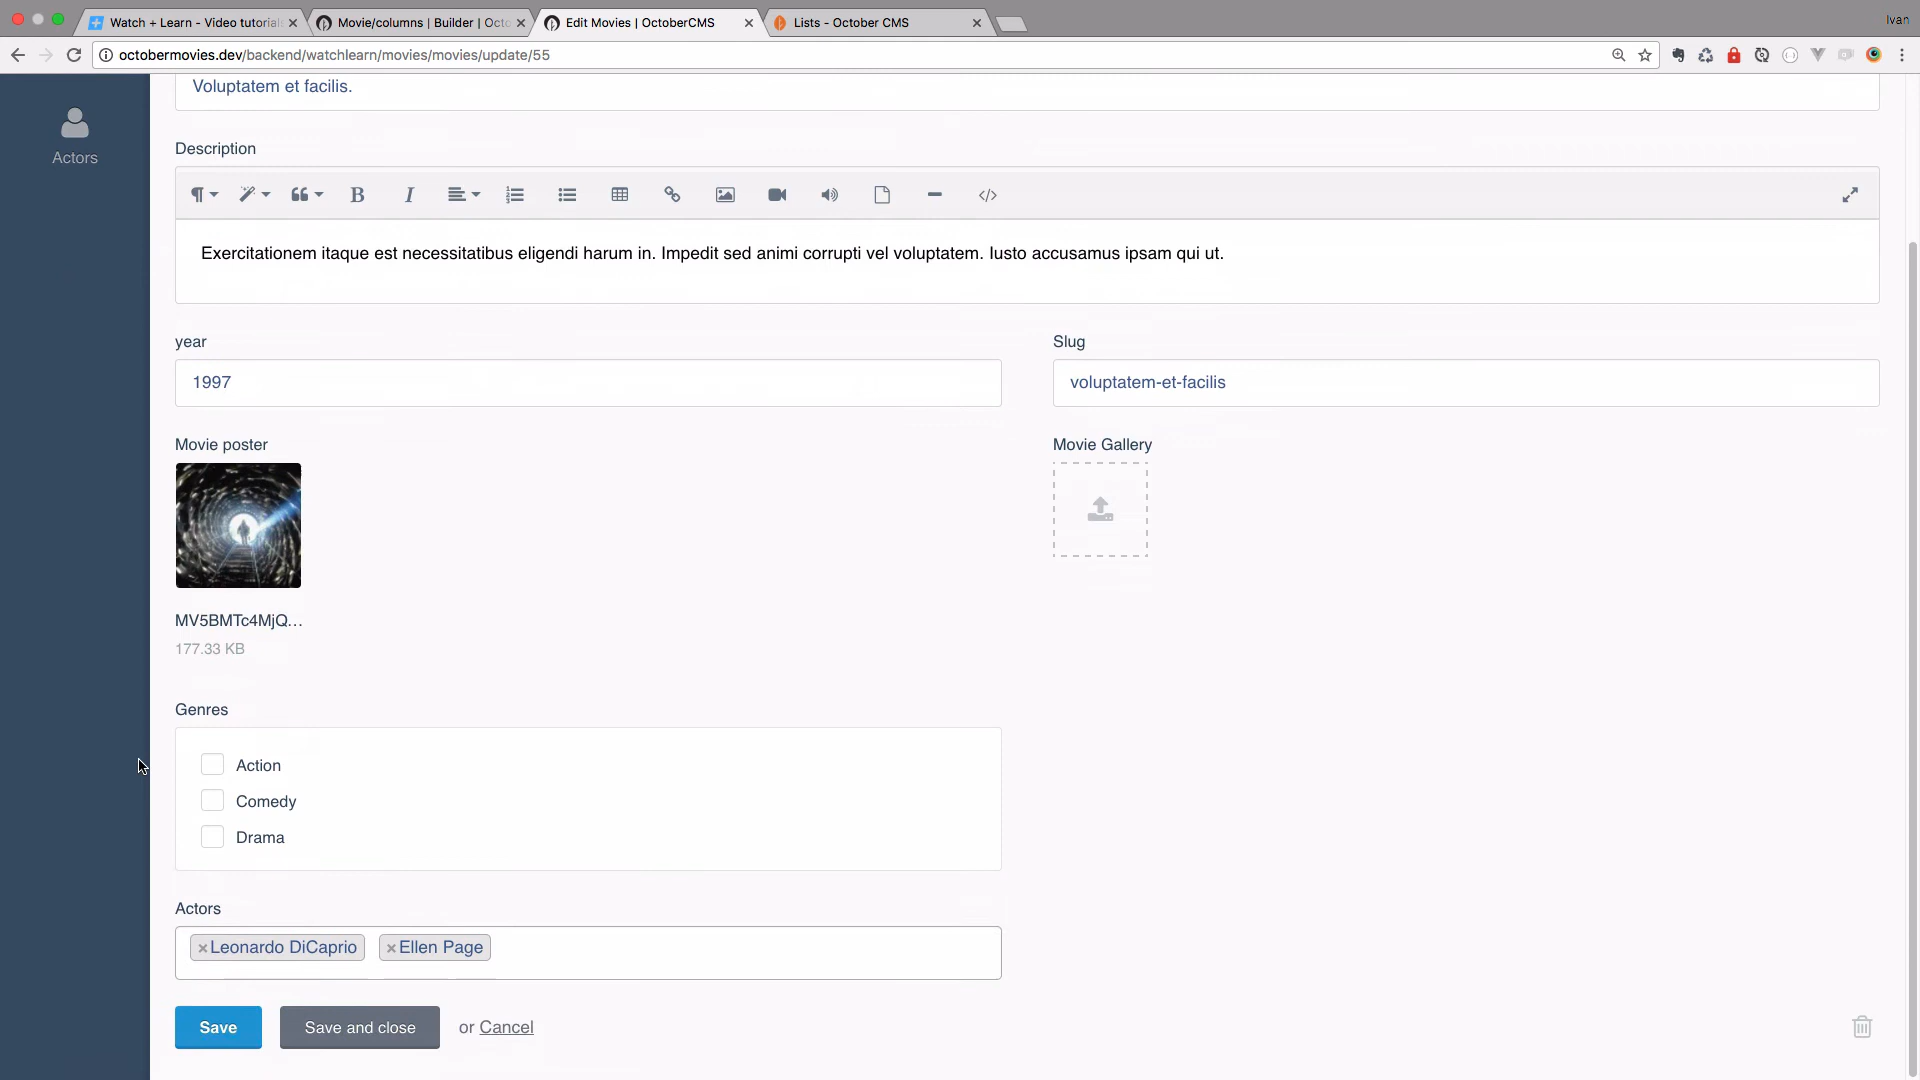 Watch + Learn - Video tutorial
Movie/columns | Builder | Octo
Edit Movies | OctoberCMS
Lists - October CMS
Ivan
octobermovies.dev/backend/watchlearn/movies/movies/update/55
Voluptatem et facilis.
Actors
Description
Exercitationem itaque est necessitatibus eligendi harum in. Impedit sed animi corrupti vel voluptatem. Iusto accusamus ipsam qui ut.
year
Slug
1997
voluptatem-et-facilis
Movie poster
Movie Gallery
MV5BMTc4MjQ...
177.33 KB
Genres
Action
Comedy
Drama
Actors
×Leonardo DiCaprio ×Ellen Page
Save
Save and close
or Cancel